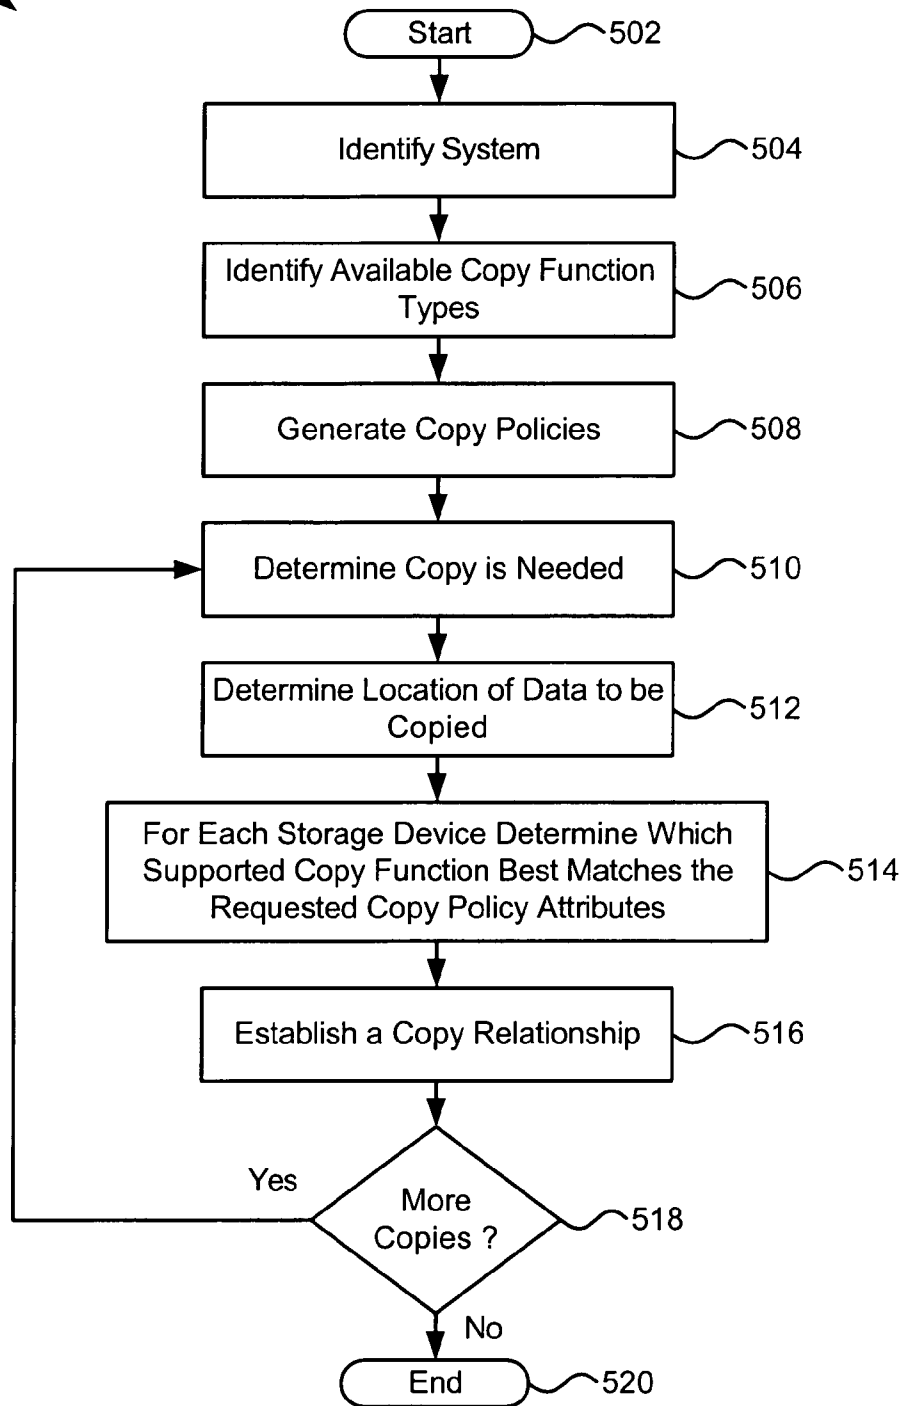 Start
502
Identify System
504
Identify Available Copy Function
Types
506
Generate Copy Policies
508
Determine Copy is Needed
510
Determine Location of Data to be
Copied
512
For Each Storage Device Determine Which
Supported Copy Function Best Matches the
Requested Copy Policy Attributes
514
Establish a Copy Relationship
516
Yes
More
Copies ?
518
No
End
520